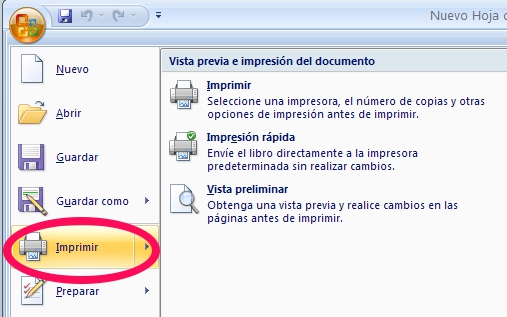 Nuevo Hoja
Nuevo
Abrir
Guardar
Guardar como
Imprimir
Preparar
Vista previa e impresión del documento
Imprimir
Seleccione una impresora, el número de copias y otras
opciones de impresión antes de imprimir.
Impresión rápida
Envíe el libro directamente a la impresora
predeterminada sin realizar cambios.
Vista preliminar
Obtenga una vista previa y realice cambios en las
páginas antes de imprimir.